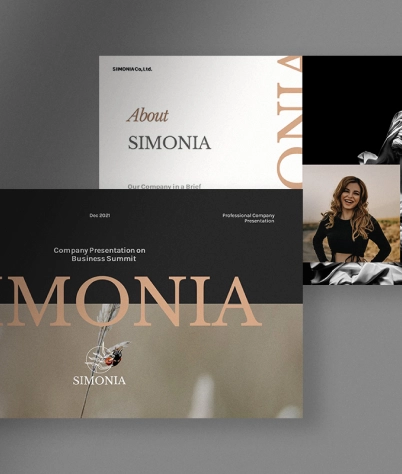 SIMONIA Co,Ltd.
About
SIMONIA
Our Company in a Brief
ONIA
Dec 2021
Professional Company
Presentation
Company Presentation on
Business Summit
IMONIA
SIMONIA